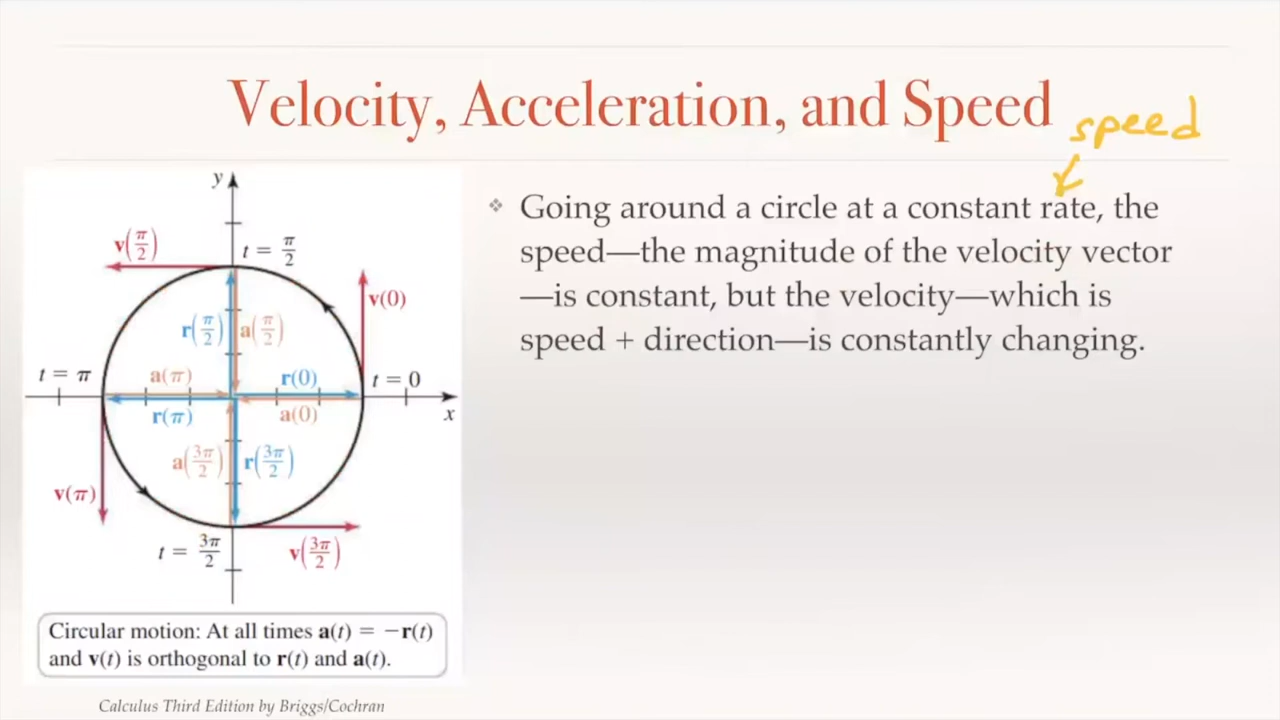 Velocity, Acceleration, and Speed
speed
❖ Going around a circle at a constant rate, the
speed—the magnitude of the velocity vector
—is constant, but the velocity—which is
speed + direction—is constantly changing.
y
v(π/2)
t = π/2
v(0)
r(π/2) a(π/2)
t = π
a(π)
r(0)
t = 0
r(π)
a(0)
x
a(3π/2) r(3π/2)
v(π)
t = 3π/2
v(3π/2)
Circular motion: At all times a(t) = −r(t)
and v(t) is orthogonal to r(t) and a(t).
Calculus Third Edition by Briggs/Cochran